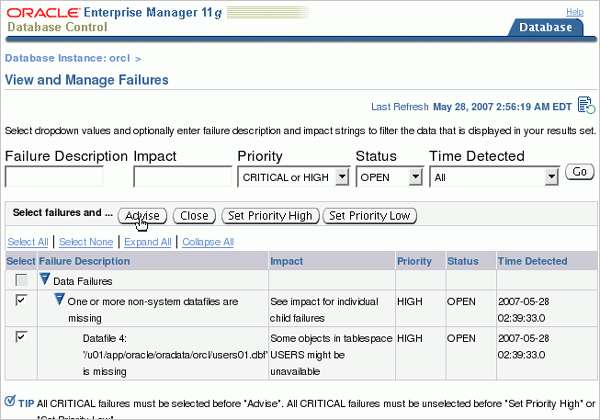 ORACLE Enterprise Manager 11g
Database Control
Help
Database
Database Instance: orcl >
View and Manage Failures
Last Refresh May 28, 2007 2:56:19 AM EDT
Select dropdown values and optionally enter failure description and impact strings to filter the data that is displayed in your results set.
Failure Description Impact Priority Status Time Detected
CRITICAL or HIGH OPEN All Go
Select failures and ... Advise Close Set Priority High Set Priority Low
Select All | Select None | Expand All | Collapse All
Select Failure Description Impact Priority Status Time Detected
Data Failures
One or more non-system datafiles are See impact for individual HIGH OPEN 2007-05-28
missing child failures 02:39:33.0
Datafile 4: Some objects in tablespace HIGH OPEN 2007-05-28
'/u01/app/oracle/oradata/orcl/users01.dbf' USERS might be 02:39:33.0
is missing unavailable
TIP All CRITICAL failures must be selected before "Advise". All CRITICAL failures must be unselected before "Set Priority High" or
"Set Priority Low".